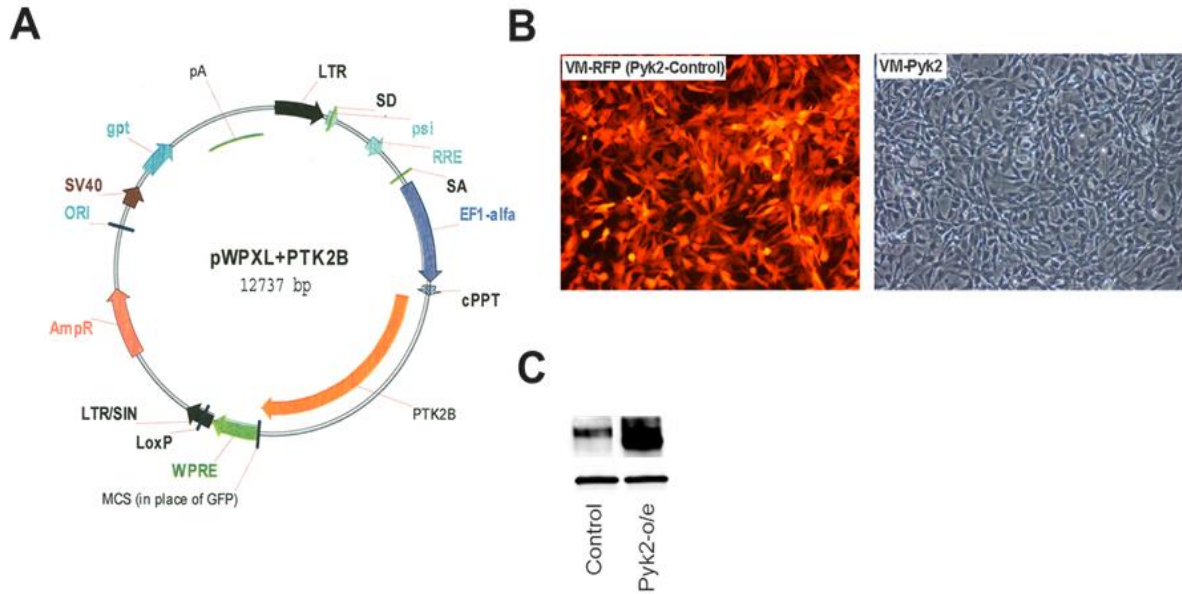 A
pA
LTR
SD
psi
RRE
SA
EF1-alfa
cPPT
PTK2B
MCS (in place of GFP)
WPRE
LoxP
LTR/SIN
AmpR
ORI
SV40
gpt
pWPXL+PTK2B
12737 bp
B
VM-RFP (Pyk2-Control)
VM-Pyk2
C
Control
Pyk2-o/e